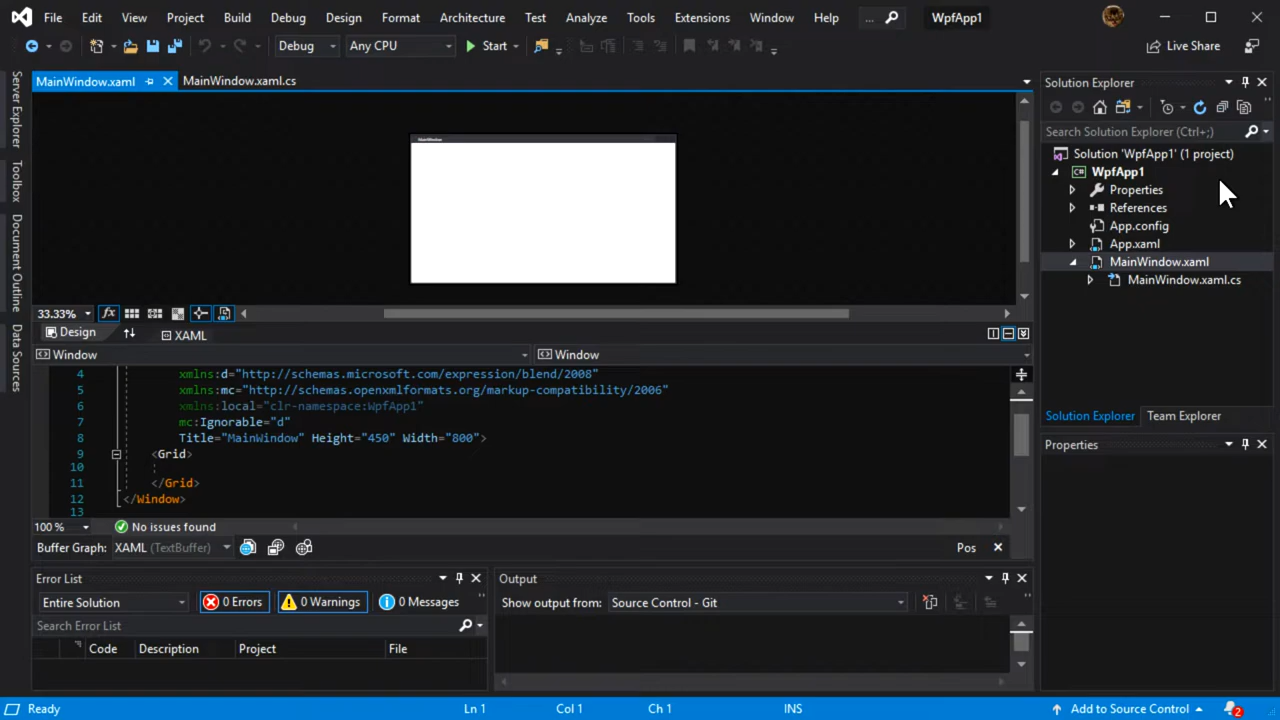 File Edit View Project Build Debug Design Format Architecture Test Analyze Tools Extensions Window Help ... WpfApp1
Debug Any CPU Start Live Share
Server Explorer
Toolbox
Document Outline
Data Sources
MainWindow.xaml MainWindow.xaml.cs
MainWindow
33.33% fx
Design XAML
Window Window
4 xmlns:d="http://schemas.microsoft.com/expression/blend/2008"
5 xmlns:mc="http://schemas.openxmlformats.org/markup-compatibility/2006"
6 xmlns:local="clr-namespace:WpfApp1"
7 mc:Ignorable="d"
8 Title="MainWindow" Height="450" Width="800">
9 <Grid>
10
11 </Grid>
12 </Window>
13
100 % No issues found
Buffer Graph: XAML (TextBuffer) Pos
Error List
Entire Solution 0 Errors 0 Warnings 0 Messages
Search Error List
Code Description Project File
Output
Show output from: Source Control - Git
Solution Explorer
Search Solution Explorer (Ctrl+;)
Solution 'WpfApp1' (1 project)
C# WpfApp1
Properties
References
App.config
App.xaml
MainWindow.xaml
MainWindow.xaml.cs
Solution Explorer Team Explorer
Properties
Ready Ln 1 Col 1 Ch 1 INS Add to Source Control 2